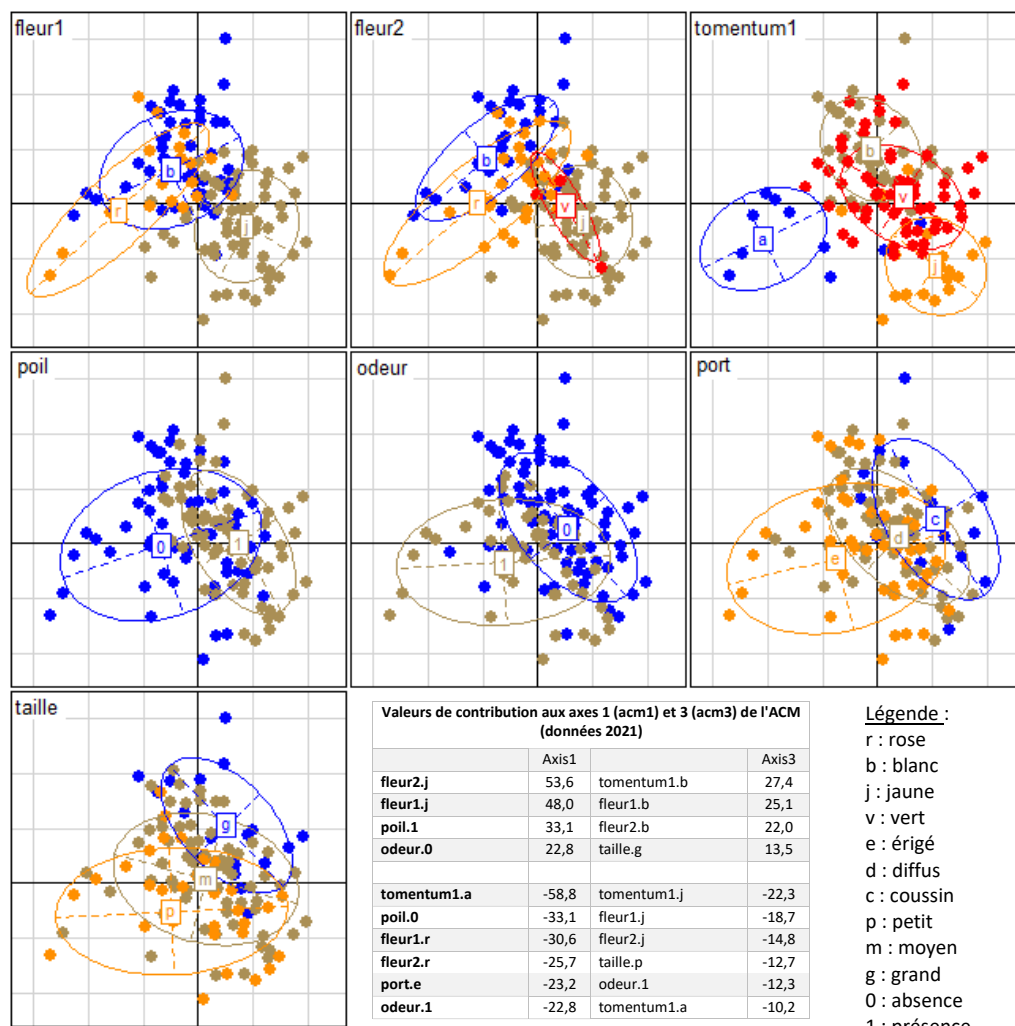 fleur1
fleur2
tomentum1
b
r
j
b
r
v
j
b
v
a
j
poil
odeur
port
0
1
0
1
c
d
e
taille
g
m
p
Valeurs de contribution aux axes 1 (acm1) et 3 (acm3) de l'ACM
(données 2021)
Axis1 Axis3
fleur2.j 53,6 tomentum1.b 27,4
fleur1.j 48,0 fleur1.b 25,1
poil.1 33,1 fleur2.b 22,0
odeur.0 22,8 taille.g 13,5
tomentum1.a -58,8 tomentum1.j -22,3
poil.0 -33,1 fleur1.j -18,7
fleur1.r -30,6 fleur2.j -14,8
fleur2.r -25,7 taille.p -12,7
port.e -23,2 odeur.1 -12,3
odeur.1 -22,8 tomentum1.a -10,2
Légende :
r : rose
b : blanc
j : jaune
v : vert
e : érigé
d : diffus
c : coussin
p : petit
m : moyen
g : grand
0 : absence
1 : présence